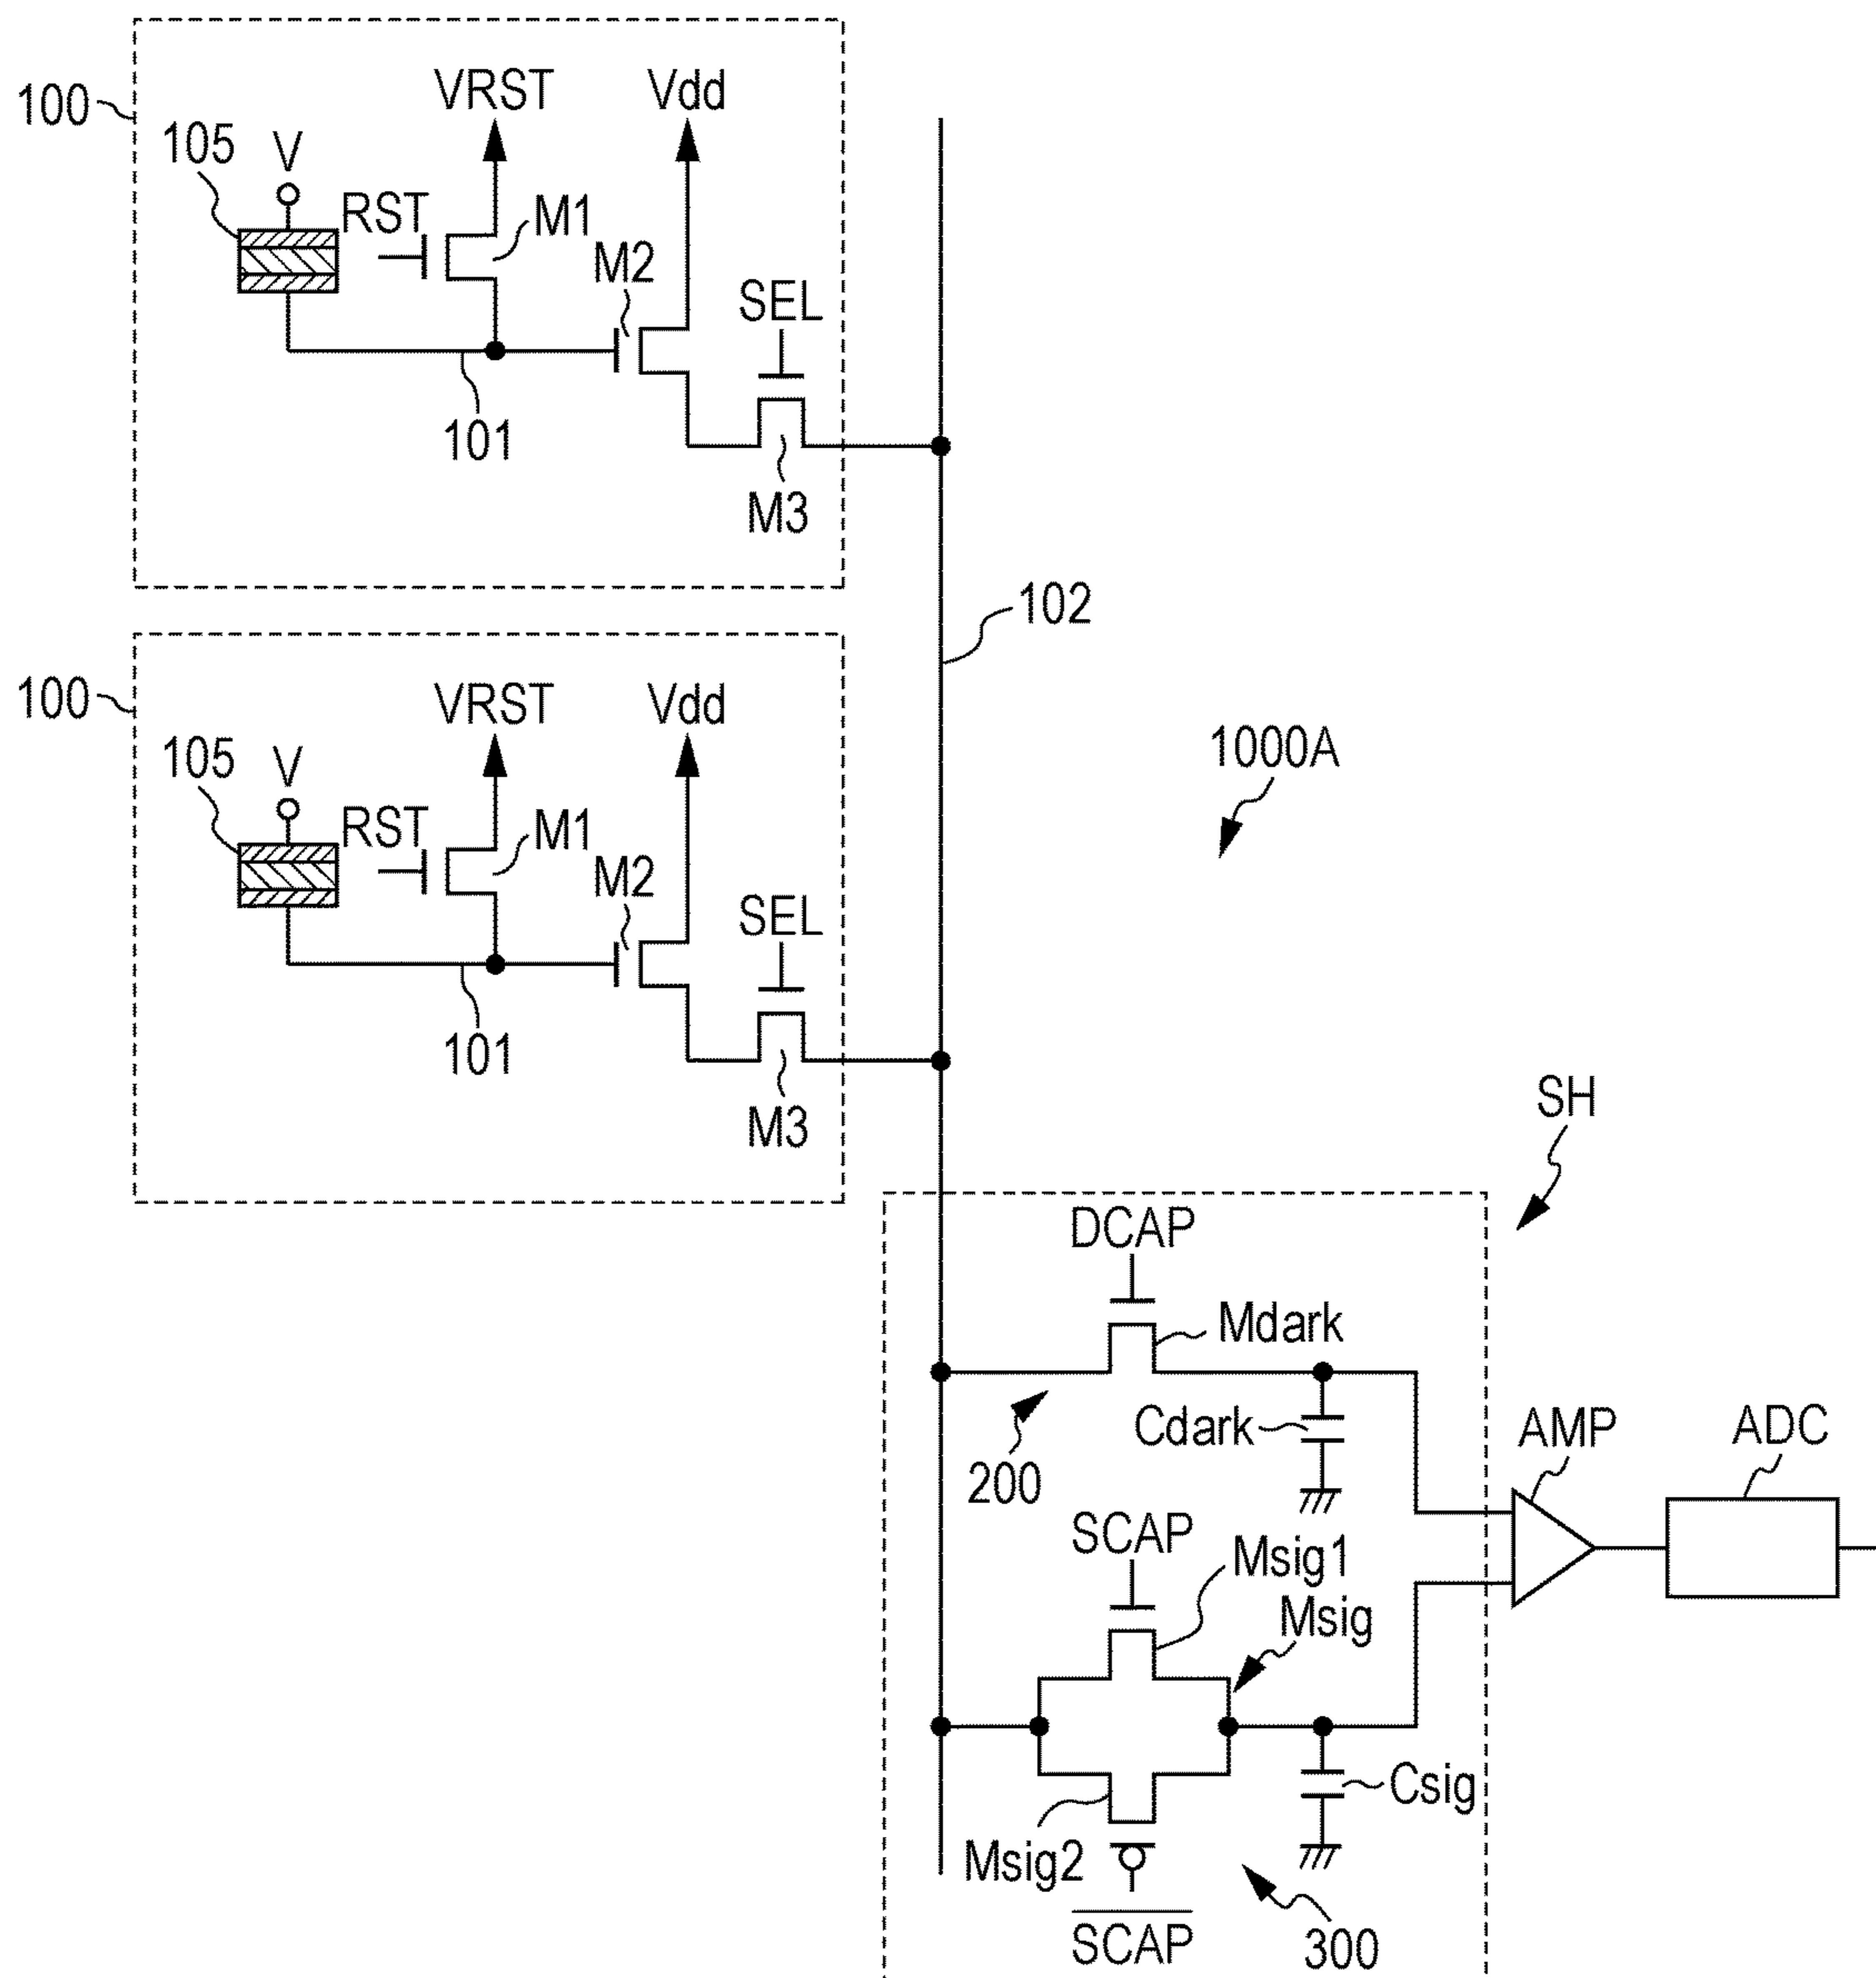 100
VRST
Vdd
105
V
RST
M1
M2
SEL
101
M3
102
100
VRST
Vdd
105
V
RST
M1
M2
SEL
101
M3
1000A
SH
DCAP
Mdark
Cdark
200
AMP
ADC
SCAP
Msig1
Msig
Csig
Msig2
SCAP
300